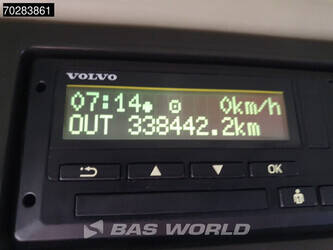 70283861
VOLVO
07:14 0km/h
OUT 338442.2km
OK
BAS WORLD